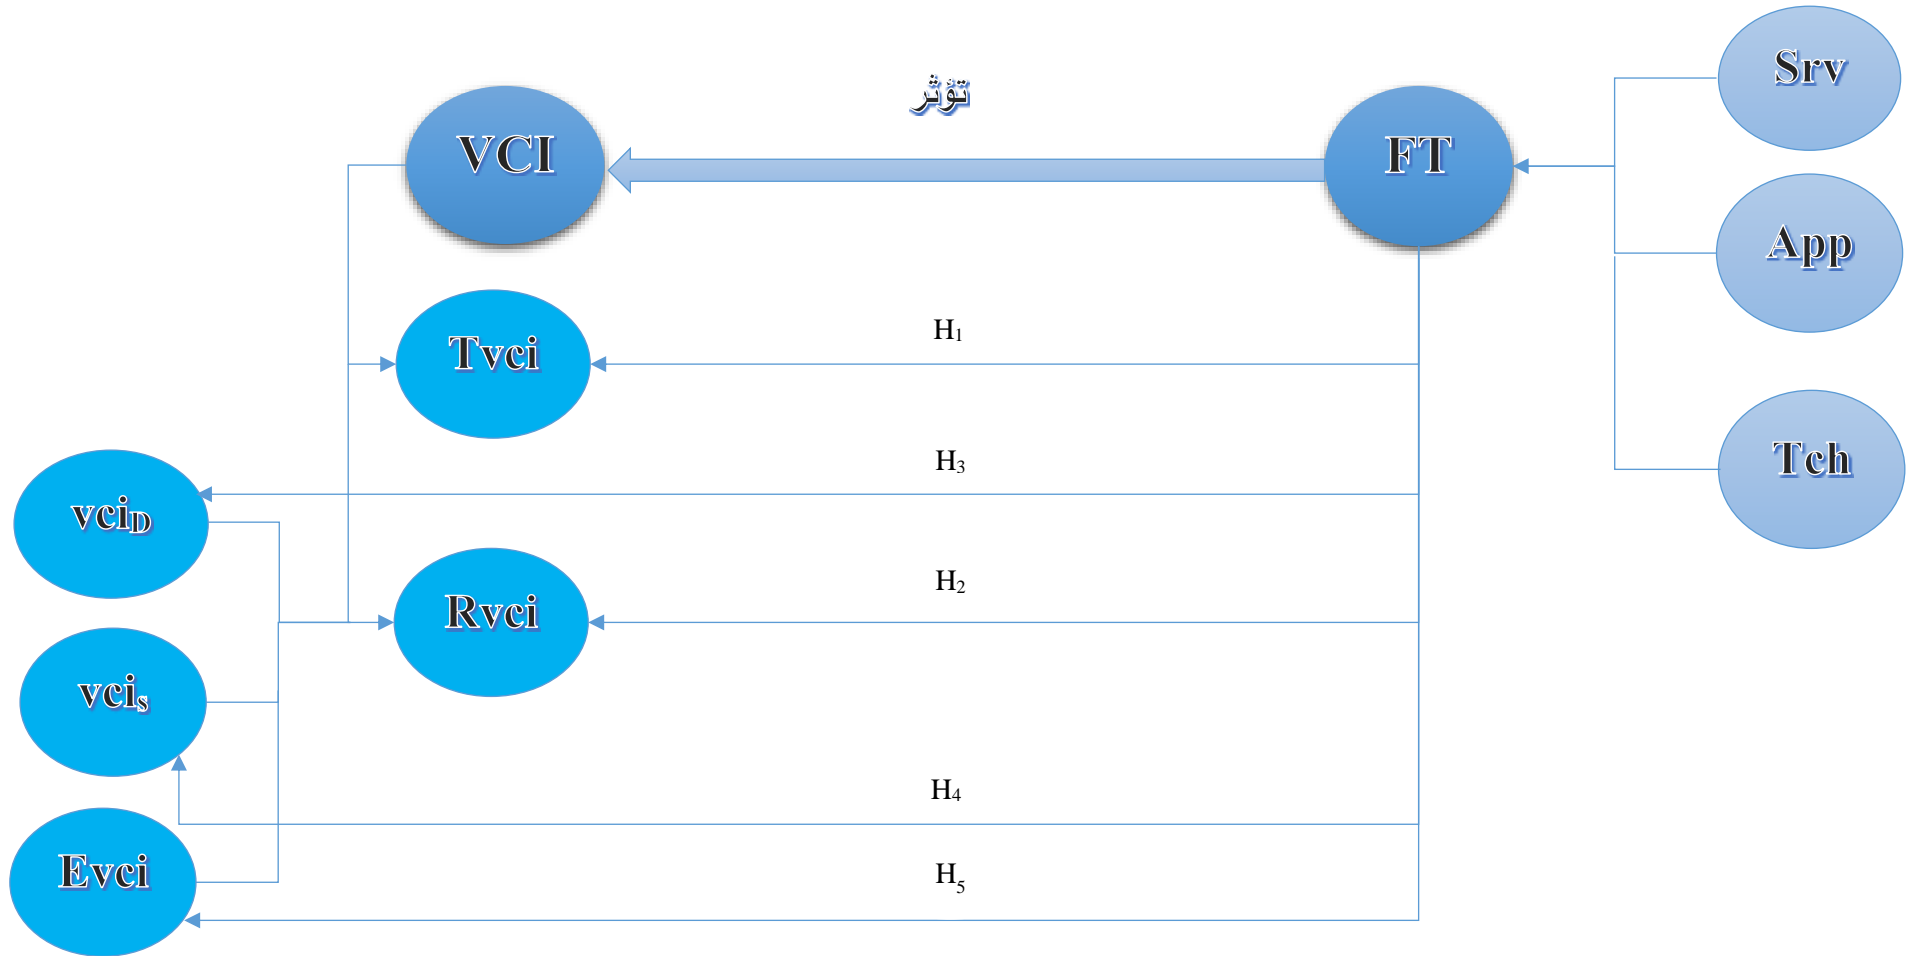 Srv
تؤثر
VCI
FT
App
H1
Tvci
H3
Tch
vciD
H2
Rvci
vcis
H4
Evci
H5